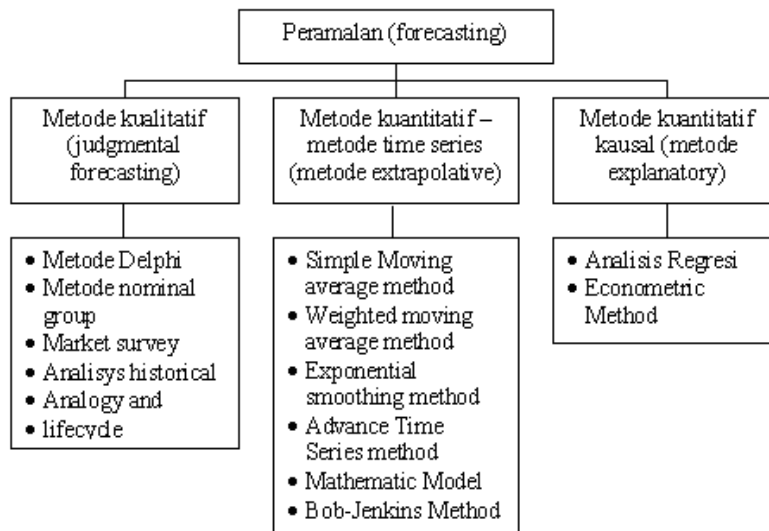 Peramalan (forecasting)
Metode kualitatif
(judgmental
forecasting)
Metode kuantitatif –
metode time series
(metode extrapolative)
Metode kuantitatif
kausal (metode
explanatory)
• Metode Delphi
• Metode nominal
group
• Market survey
• Analisys historical
• Analogy and
• lifecycle
• Simple Moving
average method
• Weighted moving
average method
• Exponential
smoothing method
• Advance Time
Series method
• Mathematic Model
• Bob-Jenkins Method
• Analisis Regresi
• Econometric
Method